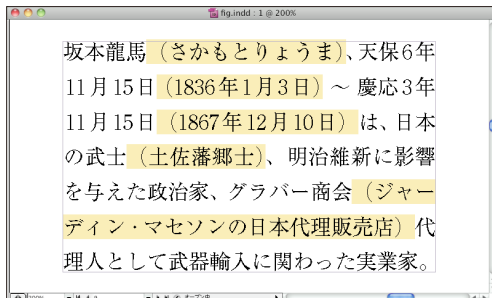 fig.indd : 1 @ 200%
坂本龍馬（さかもとりょうま）、天保6年
11月15日（1836年1月3日）〜 慶応3年
11月15日（1867年12月10日）は、日本
の武士（土佐藩郷士）、明治維新に影響
を与えた政治家、グラバー商会（ジャー
ディン・マセソンの日本代理販売店）代
理人として武器輸入に関わった実業家。